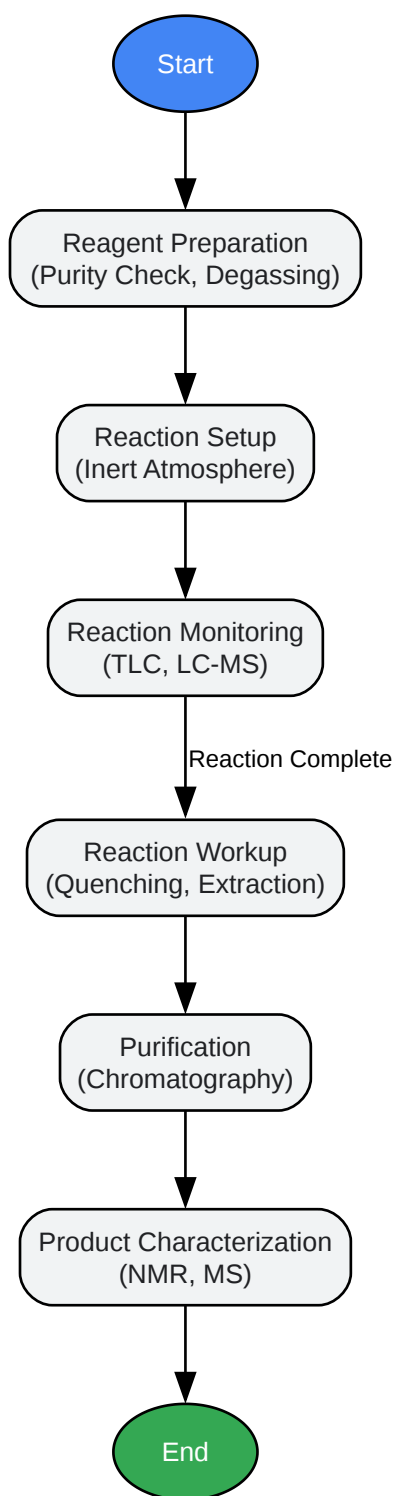 Start
Reagent Preparation
(Purity Check, Degassing)
Reaction Setup
(Inert Atmosphere)
Reaction Monitoring
(TLC, LC-MS)
Reaction Complete
Reaction Workup
(Quenching, Extraction)
Purification
(Chromatography)
Product Characterization
(NMR, MS)
End